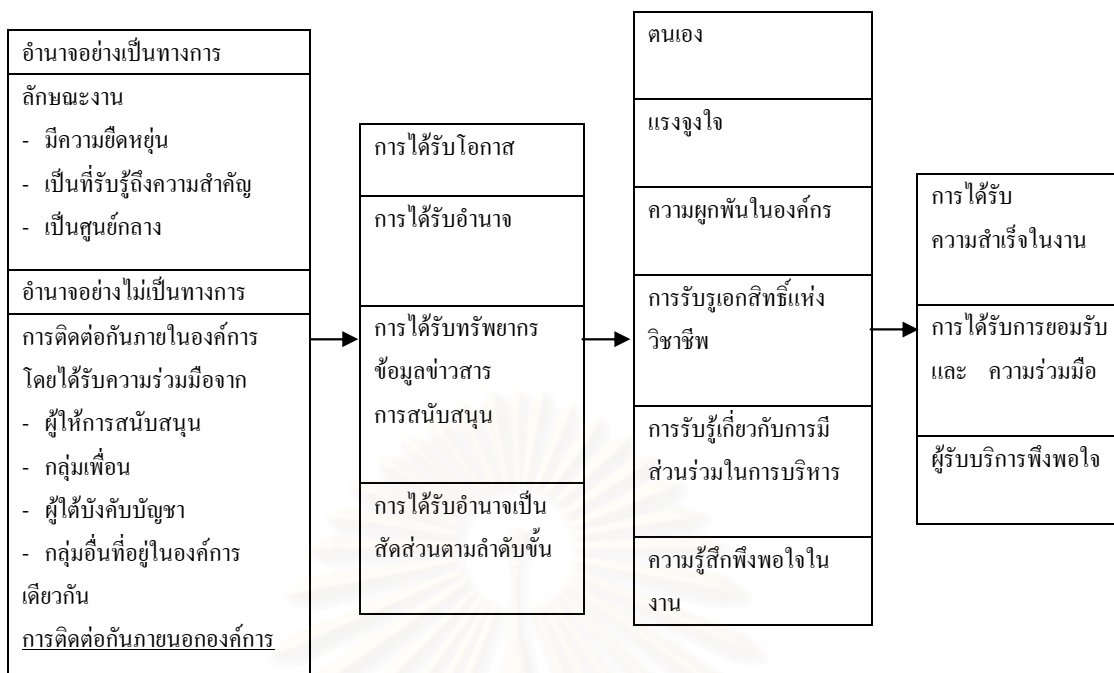 อำนาจอย่างเป็นทางการ
ลักษณะงาน
- มีความยืดหยุ่น
- เป็นที่รับรู้ถึงความสำคัญ
- เป็นศูนย์กลาง
อำนาจอย่างไม่เป็นทางการ
การติดต่อกันภายในองค์การ
โดยได้รับความร่วมมือจาก
- ผู้ให้การสนับสนุน
- กลุ่มเพื่อน
- ผู้ใต้บังคับบัญชา
- กลุ่มอื่นที่อยู่ในองค์การ
เดียวกัน
การติดต่อกันภายนอกองค์การ
การได้รับโอกาส
การได้รับอำนาจ
การได้รับทรัพยากร
ข้อมูลข่าวสาร
การสนับสนุน
การได้รับอำนาจเป็น
สัดส่วนตามลำดับขั้น
ตนเอง
แรงจูงใจ
ความผูกพันในองค์กร
การรับรูเอกสิทธิ์แห่ง
วิชาชีพ
การรับรู้เกี่ยวกับการมี
ส่วนร่วมในการบริหาร
ความรู้สึกพึงพอใจใน
งาน
การได้รับ
ความสำเร็จในงาน
การได้รับการยอมรับ
และ ความร่วมมือ
ผู้รับบริการพึงพอใจ